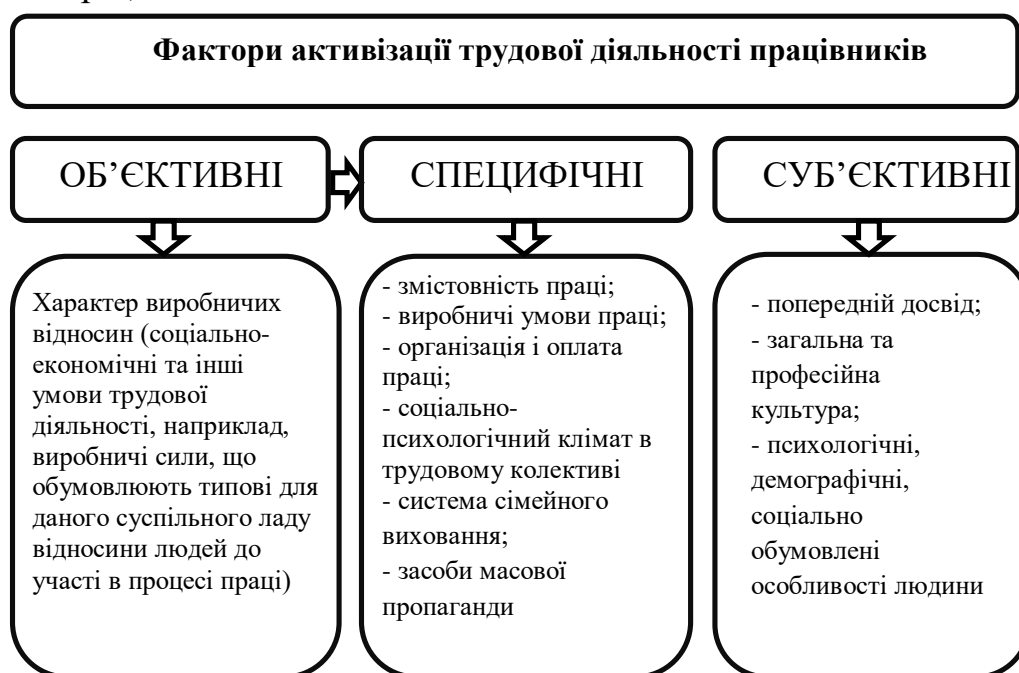 Фактори активізації трудової діяльності працівників
ОБ’ЄКТИВНІ
СПЕЦИФІЧНІ
СУБ’ЄКТИВНІ
Характер виробничих
відносин (соціально-
економічні та інші
умови трудової
діяльності, наприклад,
виробничі сили, що
обумовлюють типові для
даного суспільного ладу
відносини людей до
участі в процесі праці)
- змістовність праці;
- виробничі умови праці;
- організація і оплата
праці;
- соціально-
психологічний клімат в
трудовому колективі
- система сімейного
виховання;
- засоби масової
пропаганди
- попередній досвід;
- загальна та
професійна
культура;
- психологічні,
демографічні,
соціально
обумовлені
особливості людини